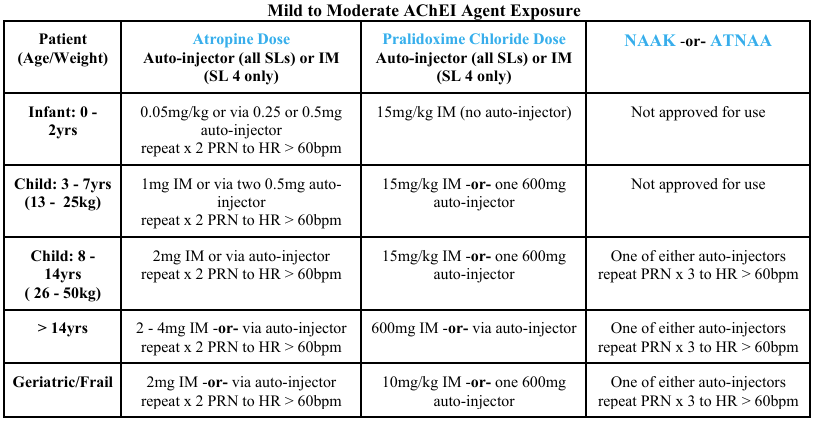 Mild to Moderate AChEI Agent Exposure
Patient
(Age/Weight)
Atropine Dose
Auto-injector (all SLs) or IM
(SL 4 only)
Pralidoxime Chloride Dose
Auto-injector (all SLs) or IM
(SL 4 only)
NAAK -or- ATNAA
Infant: 0 -
2yrs
0.05mg/kg or via 0.25 or 0.5mg
auto-injector
repeat x 2 PRN to HR > 60bpm
15mg/kg IM (no auto-injector)
Not approved for use
Child: 3 - 7yrs
(13 -  25kg)
1mg IM or via two 0.5mg auto-
injector
repeat x 2 PRN to HR > 60bpm
15mg/kg IM -or- one 600mg
auto-injector
Not approved for use
Child: 8 -
14yrs
( 26 - 50kg)
2mg IM or via auto-injector
repeat x 2 PRN to HR > 60bpm
15mg/kg IM -or- one 600mg
auto-injector
One of either auto-injectors
repeat PRN x 3 to HR > 60bpm
> 14yrs
2 - 4mg IM -or- via auto-injector
repeat x 2 PRN to HR > 60bpm
600mg IM -or- via auto-injector
One of either auto-injectors
repeat PRN x 3 to HR > 60bpm
Geriatric/Frail
2mg IM -or- via auto-injector
repeat x 2 PRN to HR > 60bpm
10mg/kg IM -or- one 600mg
auto-injector
One of either auto-injectors
repeat PRN x 3 to HR > 60bpm